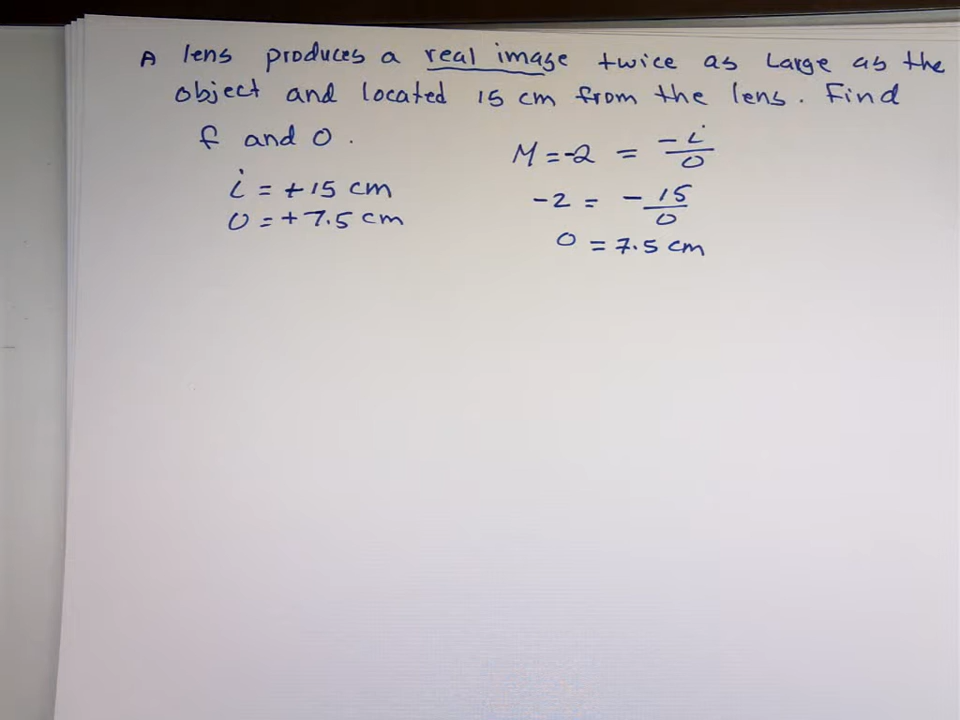 A lens produces a real image twice as large as the
object and located 15 cm from the lens. Find
f and O.
i = +15 cm
O = +7.5 cm
M = -2 = -i/O
-2 = -15/O
O = 7.5 cm